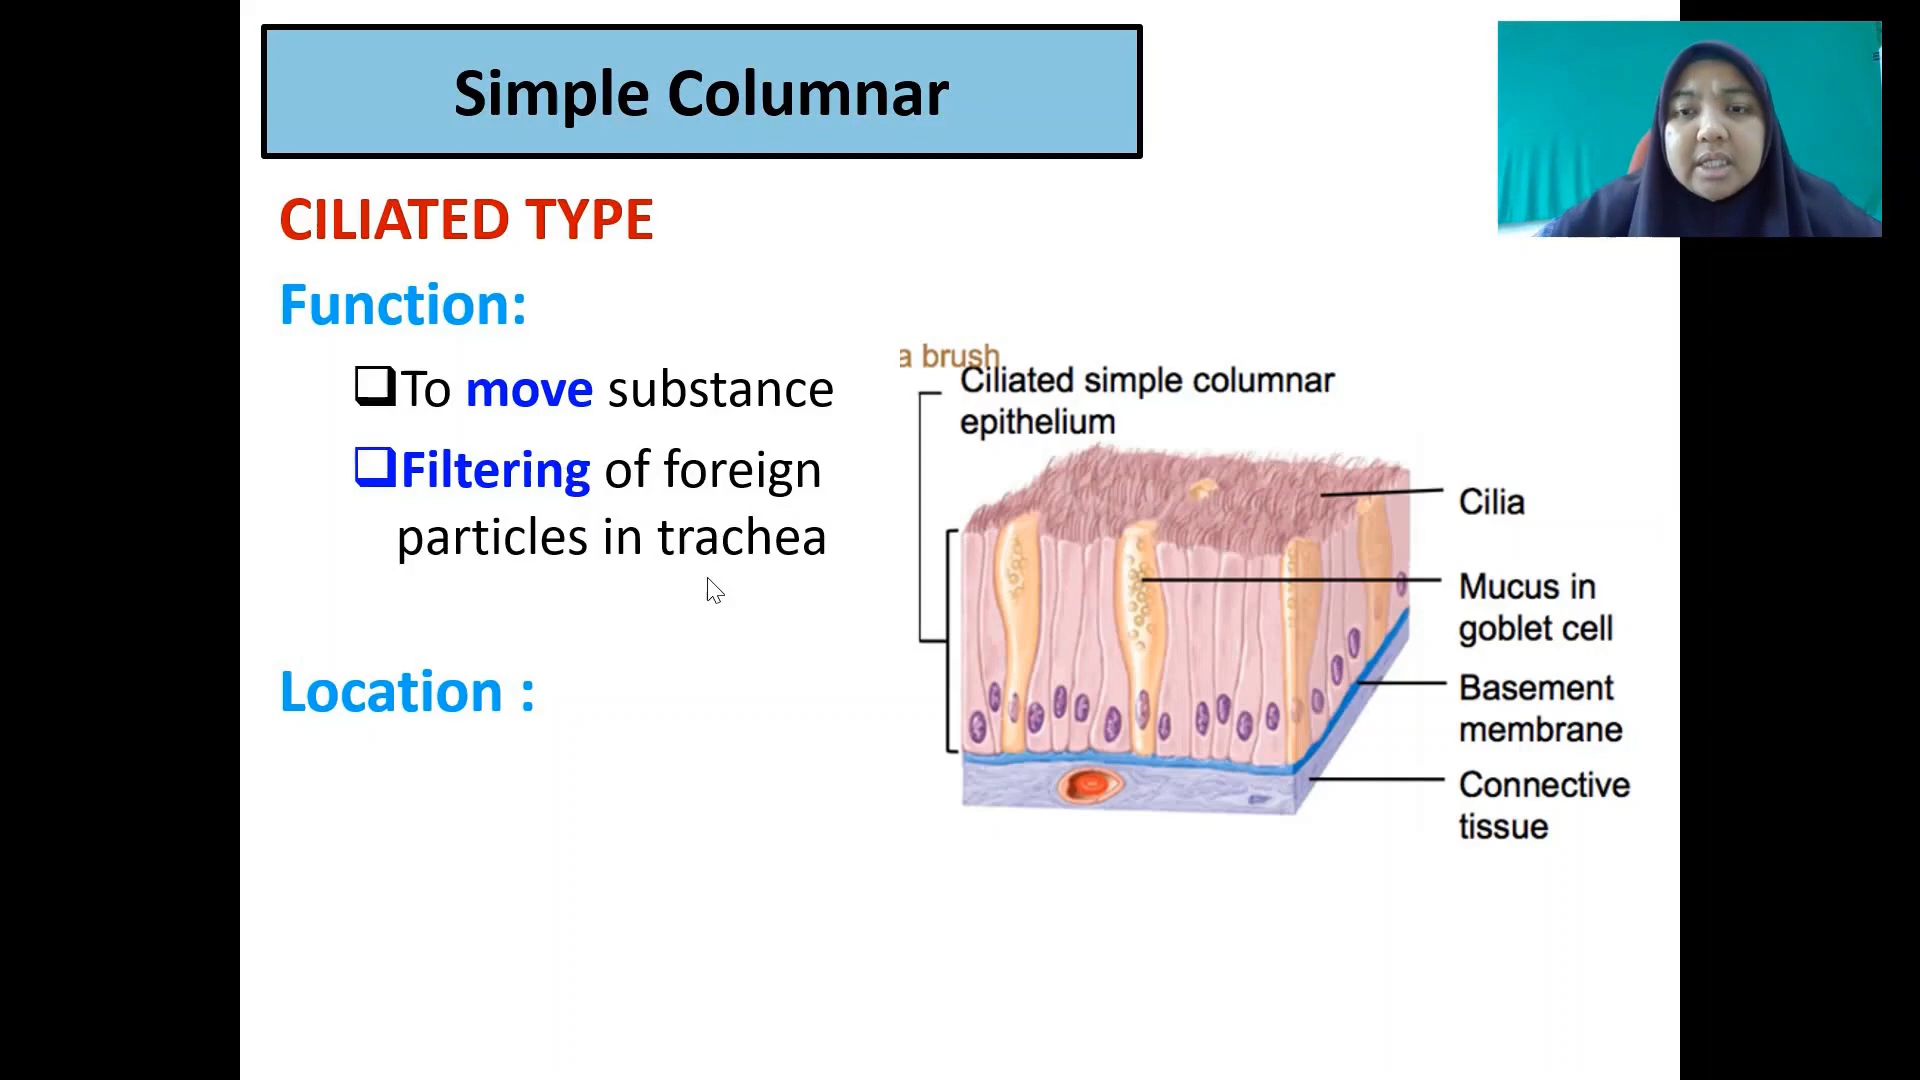 Simple Columnar
CILIATED TYPE
Function:
To move substance
Filtering of foreign
particles in trachea
Location :
a brush
Ciliated simple columnar
epithelium
Cilia
Mucus in
goblet cell
Basement
membrane
Connective
tissue